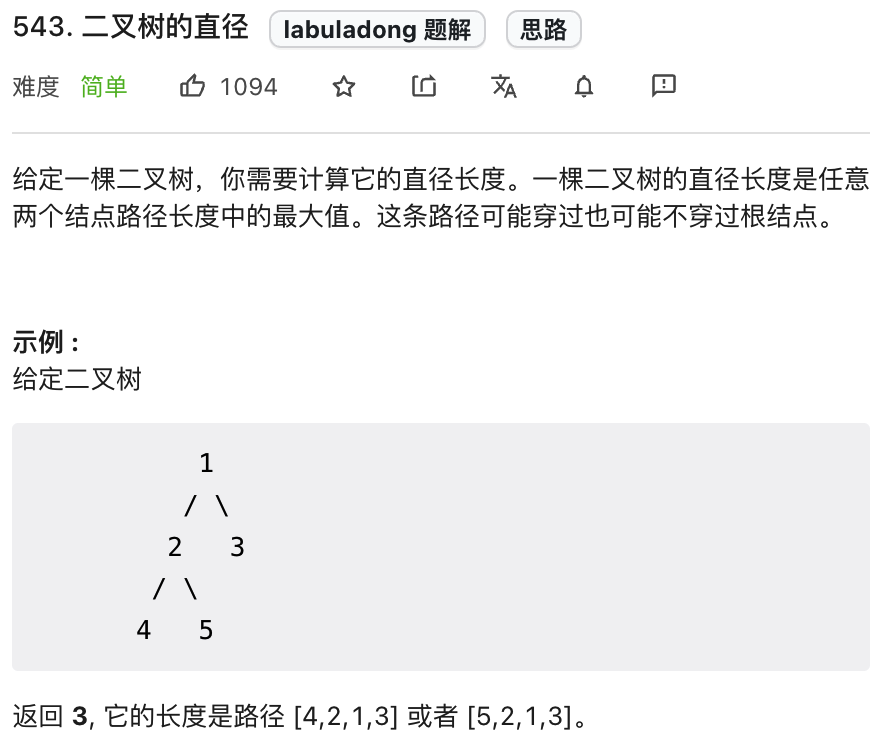 543. 二叉树的直径 labuladong 题解 思路
难度 简单 1094
给定一棵二叉树，你需要计算它的直径长度。一棵二叉树的直径长度是任意
两个结点路径长度中的最大值。这条路径可能穿过也可能不穿过根结点。
示例 :
给定二叉树
1
/ \
2 3
/ \
4 5
返回 3, 它的长度是路径 [4,2,1,3] 或者 [5,2,1,3]。